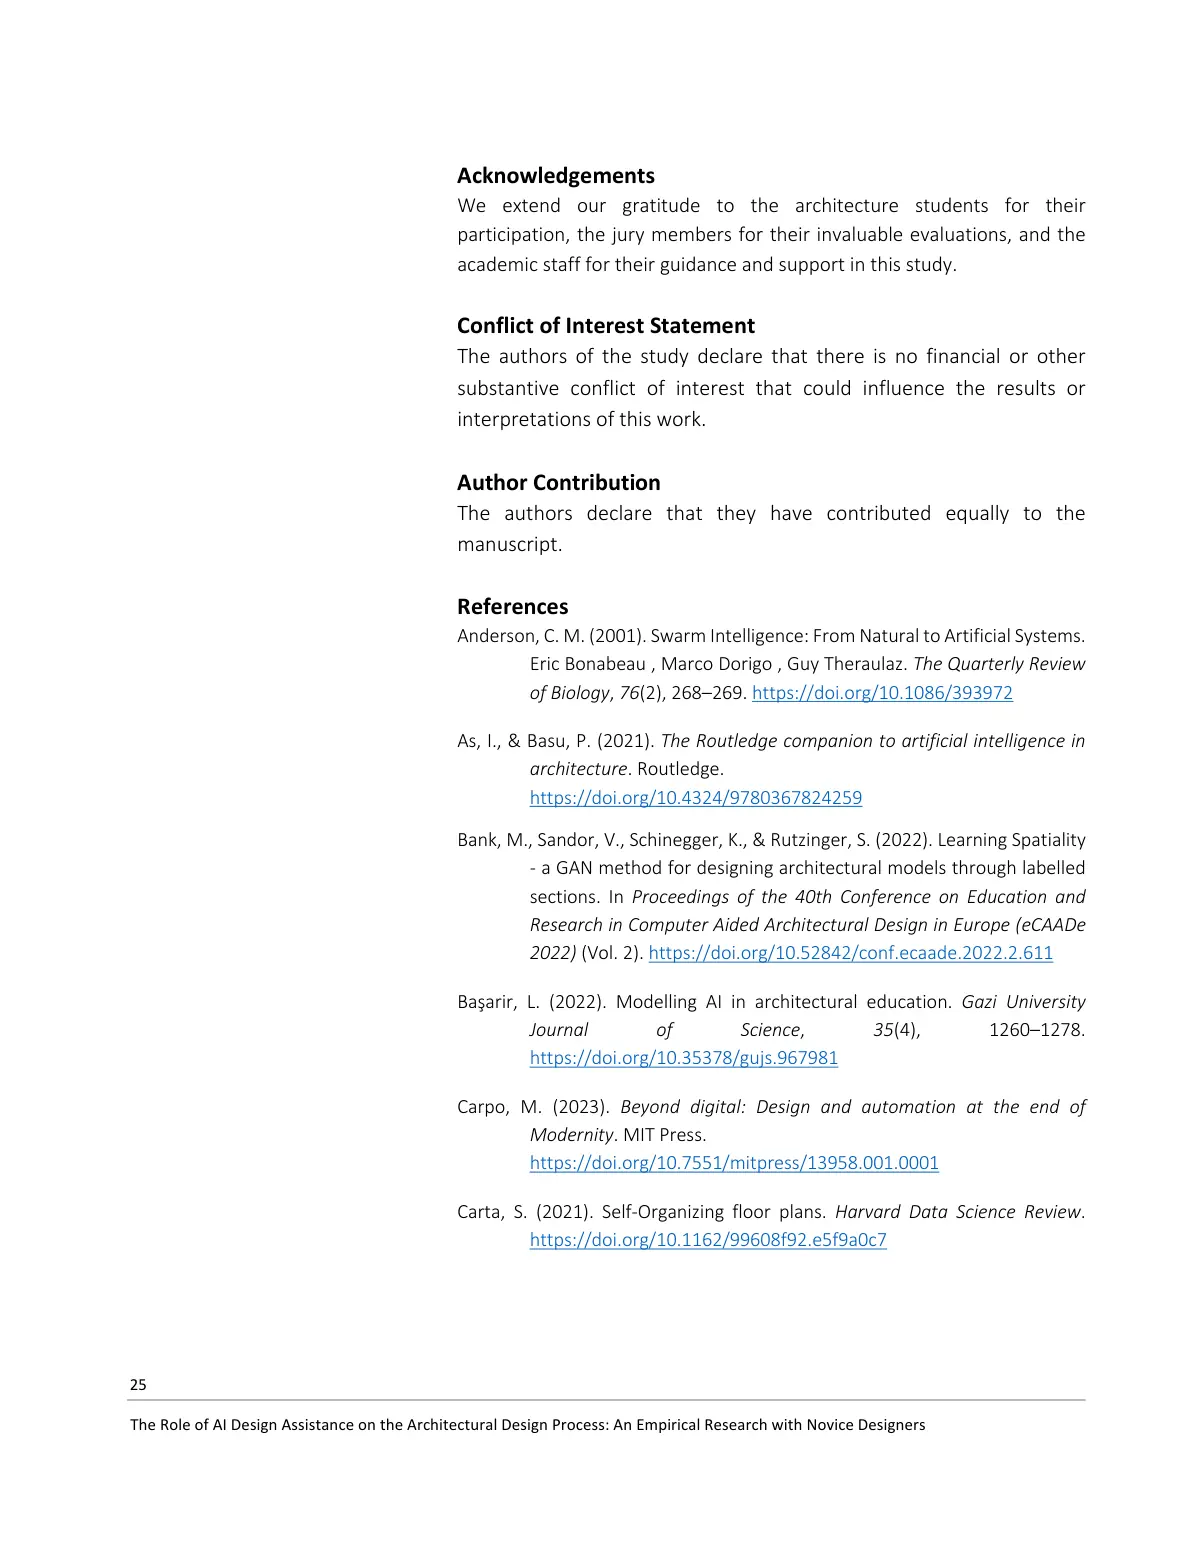 Acknowledgements
We extend our gratitude to the architecture students for their
participation, the jury members for their invaluable evaluations, and the
academic staff for their guidance and support in this study.
Conflict of Interest Statement
The authors of the study declare that there is no financial or other
substantive conflict of interest that could influence the results or
interpretations of this work.
Author Contribution
The authors declare that they have contributed equally to the
manuscript.
References
Anderson, C. M. (2001). Swarm Intelligence: From Natural to Artificial Systems.
Eric Bonabeau , Marco Dorigo , Guy Theraulaz. The Quarterly Review
of Biology, 76(2), 268–269. https://doi.org/10.1086/393972
As, I., & Basu, P. (2021). The Routledge companion to artificial intelligence in
architecture. Routledge.
https://doi.org/10.4324/9780367824259
Bank, M., Sandor, V., Schinegger, K., & Rutzinger, S. (2022). Learning Spatiality
- a GAN method for designing architectural models through labelled
sections. In Proceedings of the 40th Conference on Education and
Research in Computer Aided Architectural Design in Europe (eCAADe
2022) (Vol. 2). https://doi.org/10.52842/conf.ecaade.2022.2.611
Başarir, L. (2022). Modelling AI in architectural education. Gazi University
Journal of Science, 35(4), 1260–1278.
https://doi.org/10.35378/gujs.967981
Carpo, M. (2023). Beyond digital: Design and automation at the end of
Modernity. MIT Press.
https://doi.org/10.7551/mitpress/13958.001.0001
Carta, S. (2021). Self-Organizing floor plans. Harvard Data Science Review.
https://doi.org/10.1162/99608f92.e5f9a0c7
25
The Role of AI Design Assistance on the Architectural Design Process: An Empirical Research with Novice Designers